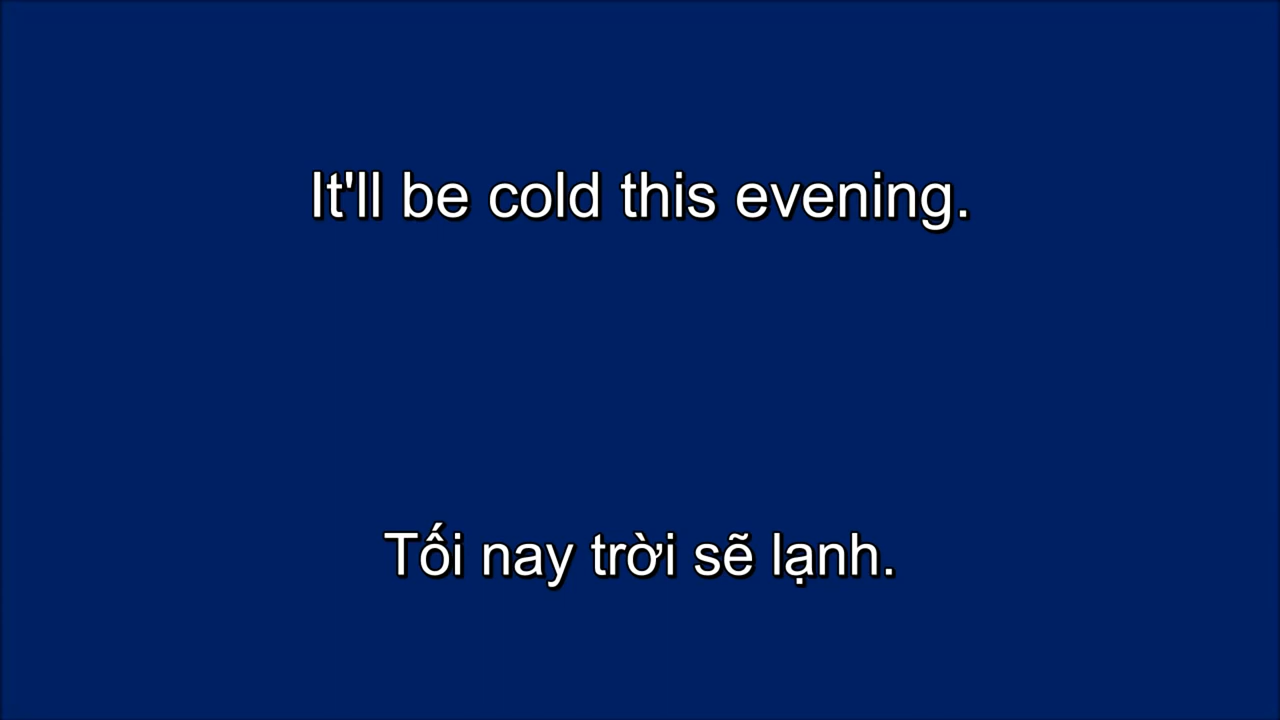 It'll be cold this evening.
Tối nay trời sẽ lạnh.